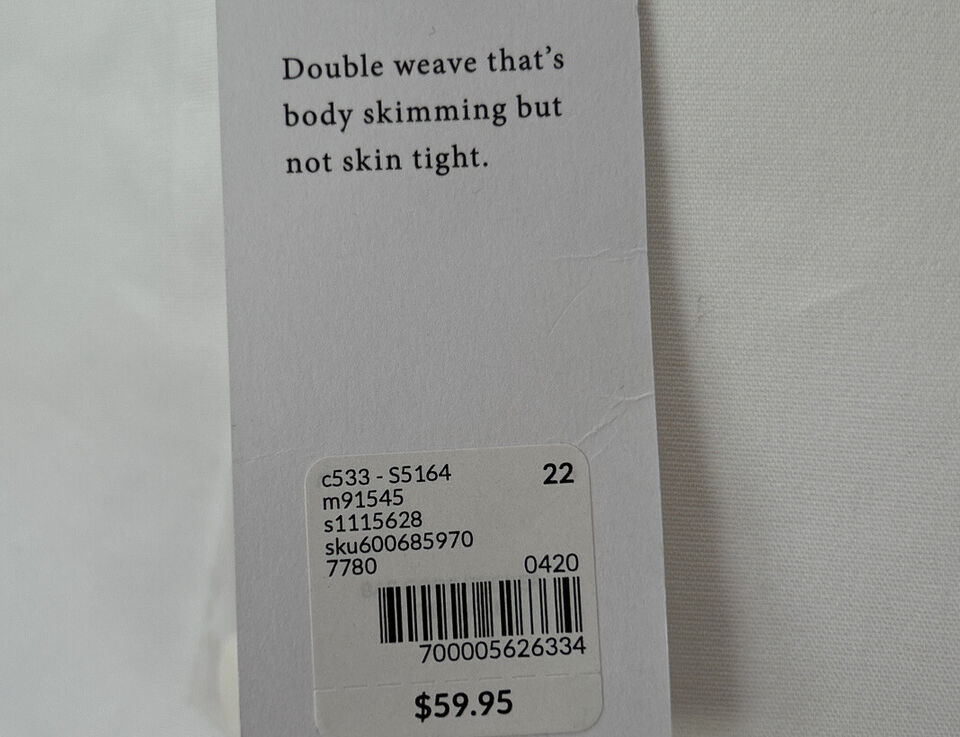 Double weave that's
body skimming but
not skin tight.
c533 - S5164 22
m91545
s1115628
sku600685970
7780 0420
700005626334
$59.95